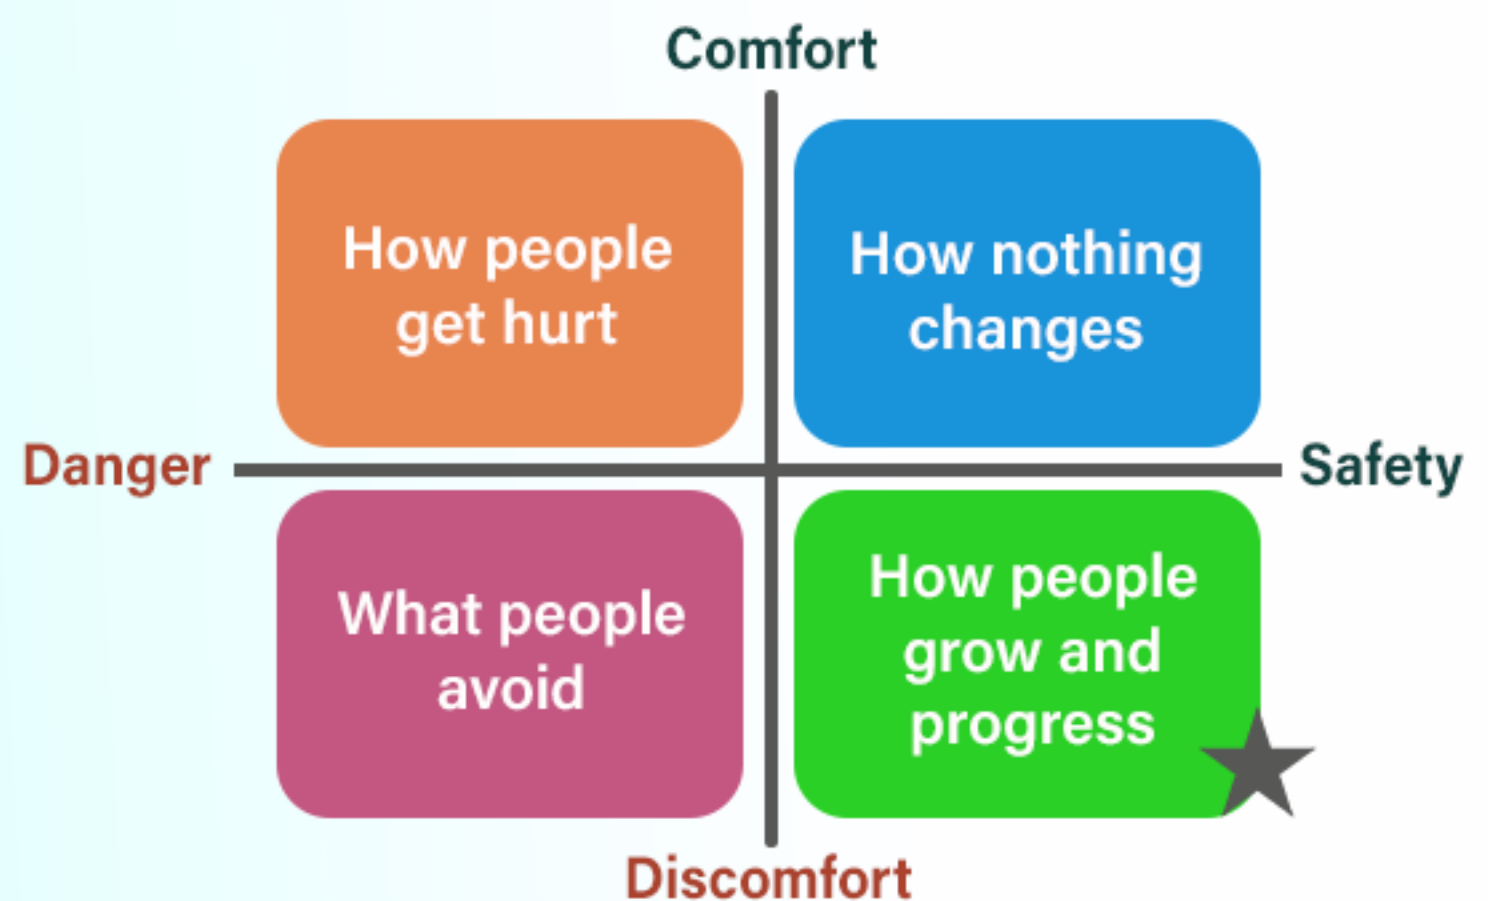 Comfort
How people
get hurt
How nothing
changes
Danger
Safety
What people
avoid
How people
grow and
progress
Discomfort